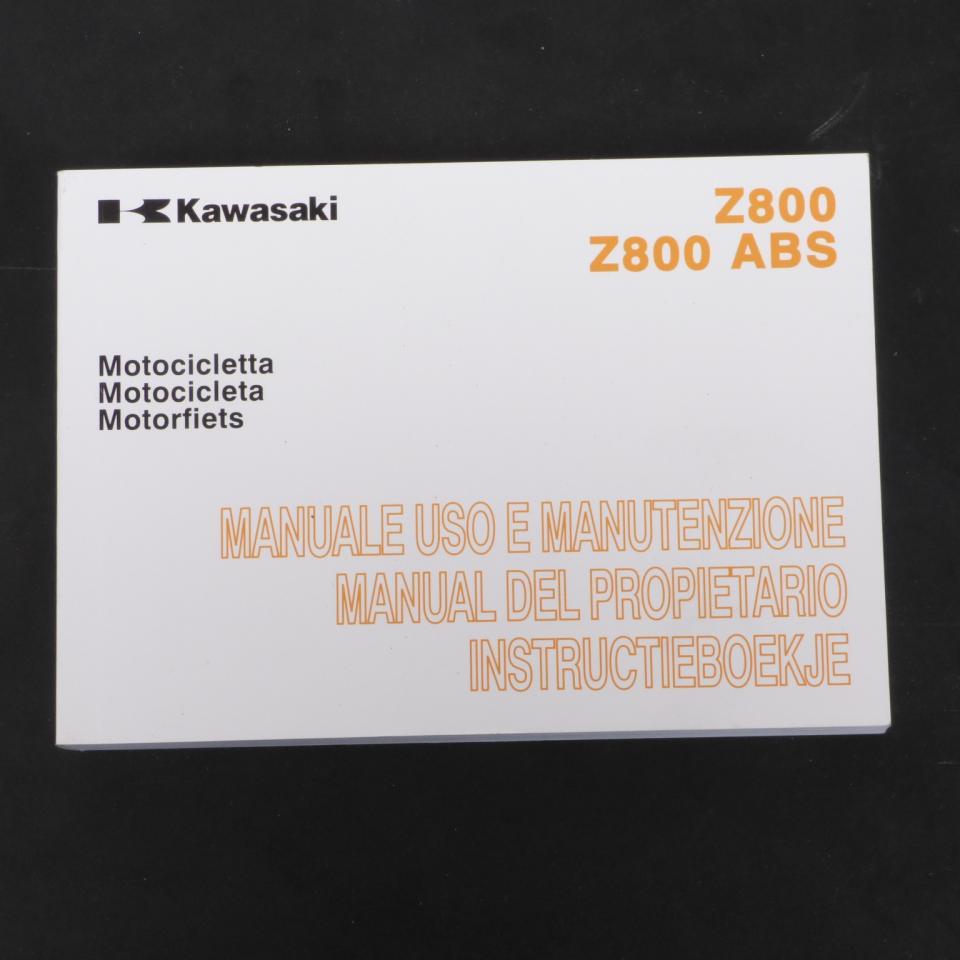 Kawasaki
Z800
Z800 ABS
Motocicletta
Motocicleta
Motorfiets
MANUALE USO E MANUTENZIONE
MANUAL DEL PROPIETARIO
INSTRUCTIEBOEKJE